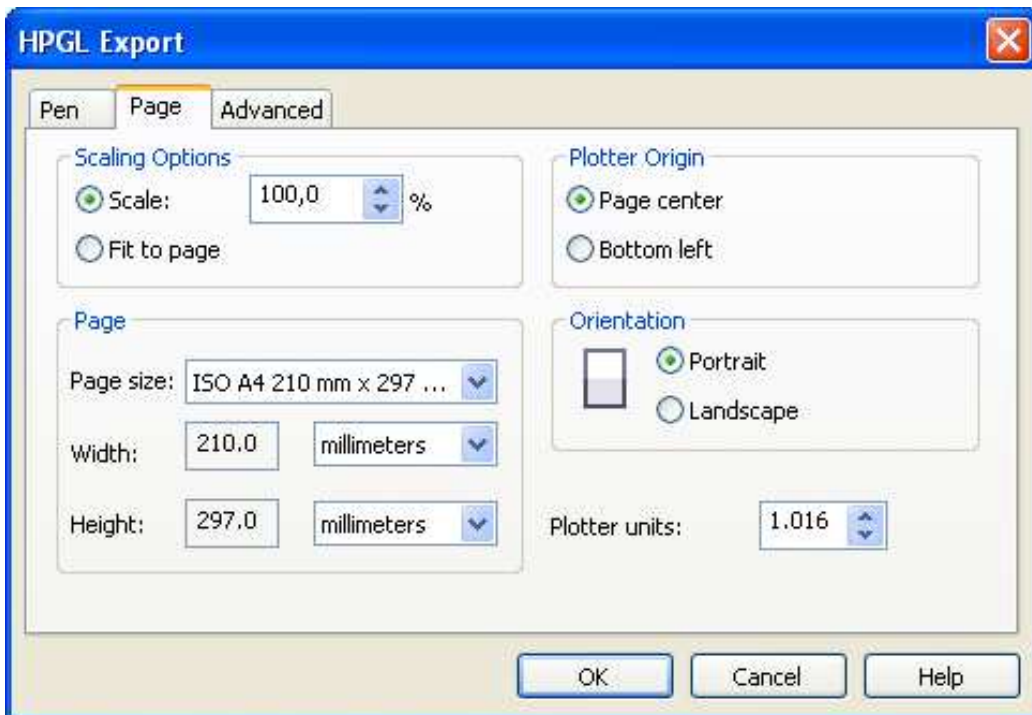 HPGL Export
Pen Page Advanced
Scaling Options
Scale: 100,0 %
Fit to page
Plotter Origin
Page center
Bottom left
Page
Page size: ISO A4 210 mm x 297 ...
Width: 210,0 millimeters
Height: 297,0 millimeters
Orientation
Portrait
Landscape
Plotter units: 1.016
OK Cancel Help